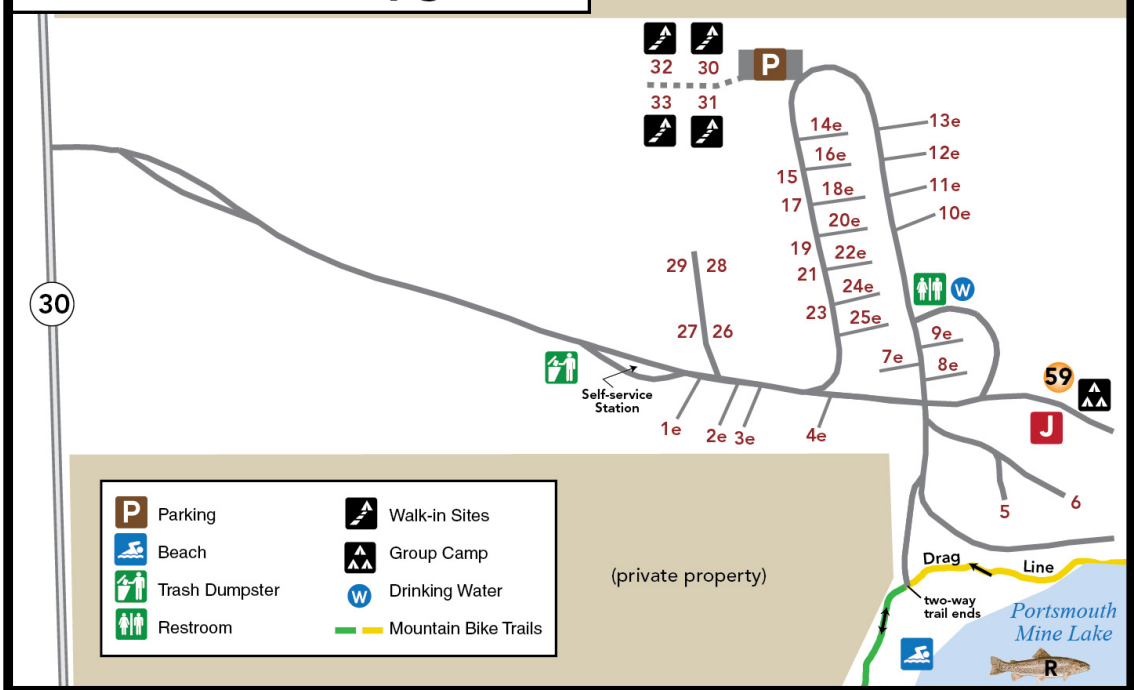 32 30
P
33 31
14e
13e
16e
12e
15
18e
11e
17
20e
10e
19
22e
29 28
21
24e
W
30
23
25e
27 26
9e
7e
8e
59
Self-service
Station
J
1e
2e
3e
4e
5
6
P Parking
Walk-in Sites
Beach
Group Camp
Trash Dumpster
W Drinking Water
Restroom
Mountain Bike Trails
(private property)
Drag Line
two-way
trail ends
Portsmouth
Mine Lake
R